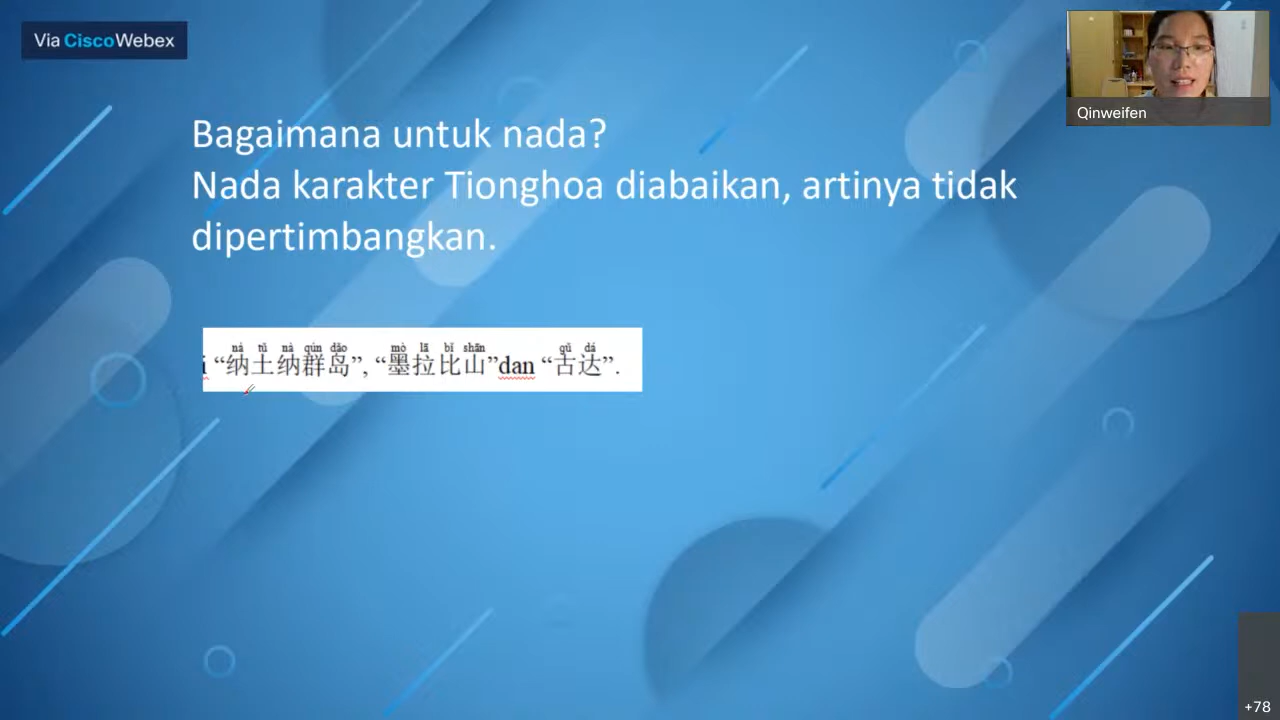 Via CiscoWebex
Qinweifen
Bagaimana untuk nada?
Nada karakter Tionghoa diabaikan, artinya tidak
dipertimbangkan.
nà tǔ nà qún dǎo mò lā bǐ shān gǔ dá
i “纳土纳群岛”, “墨拉比山”dan “古达”.
+78